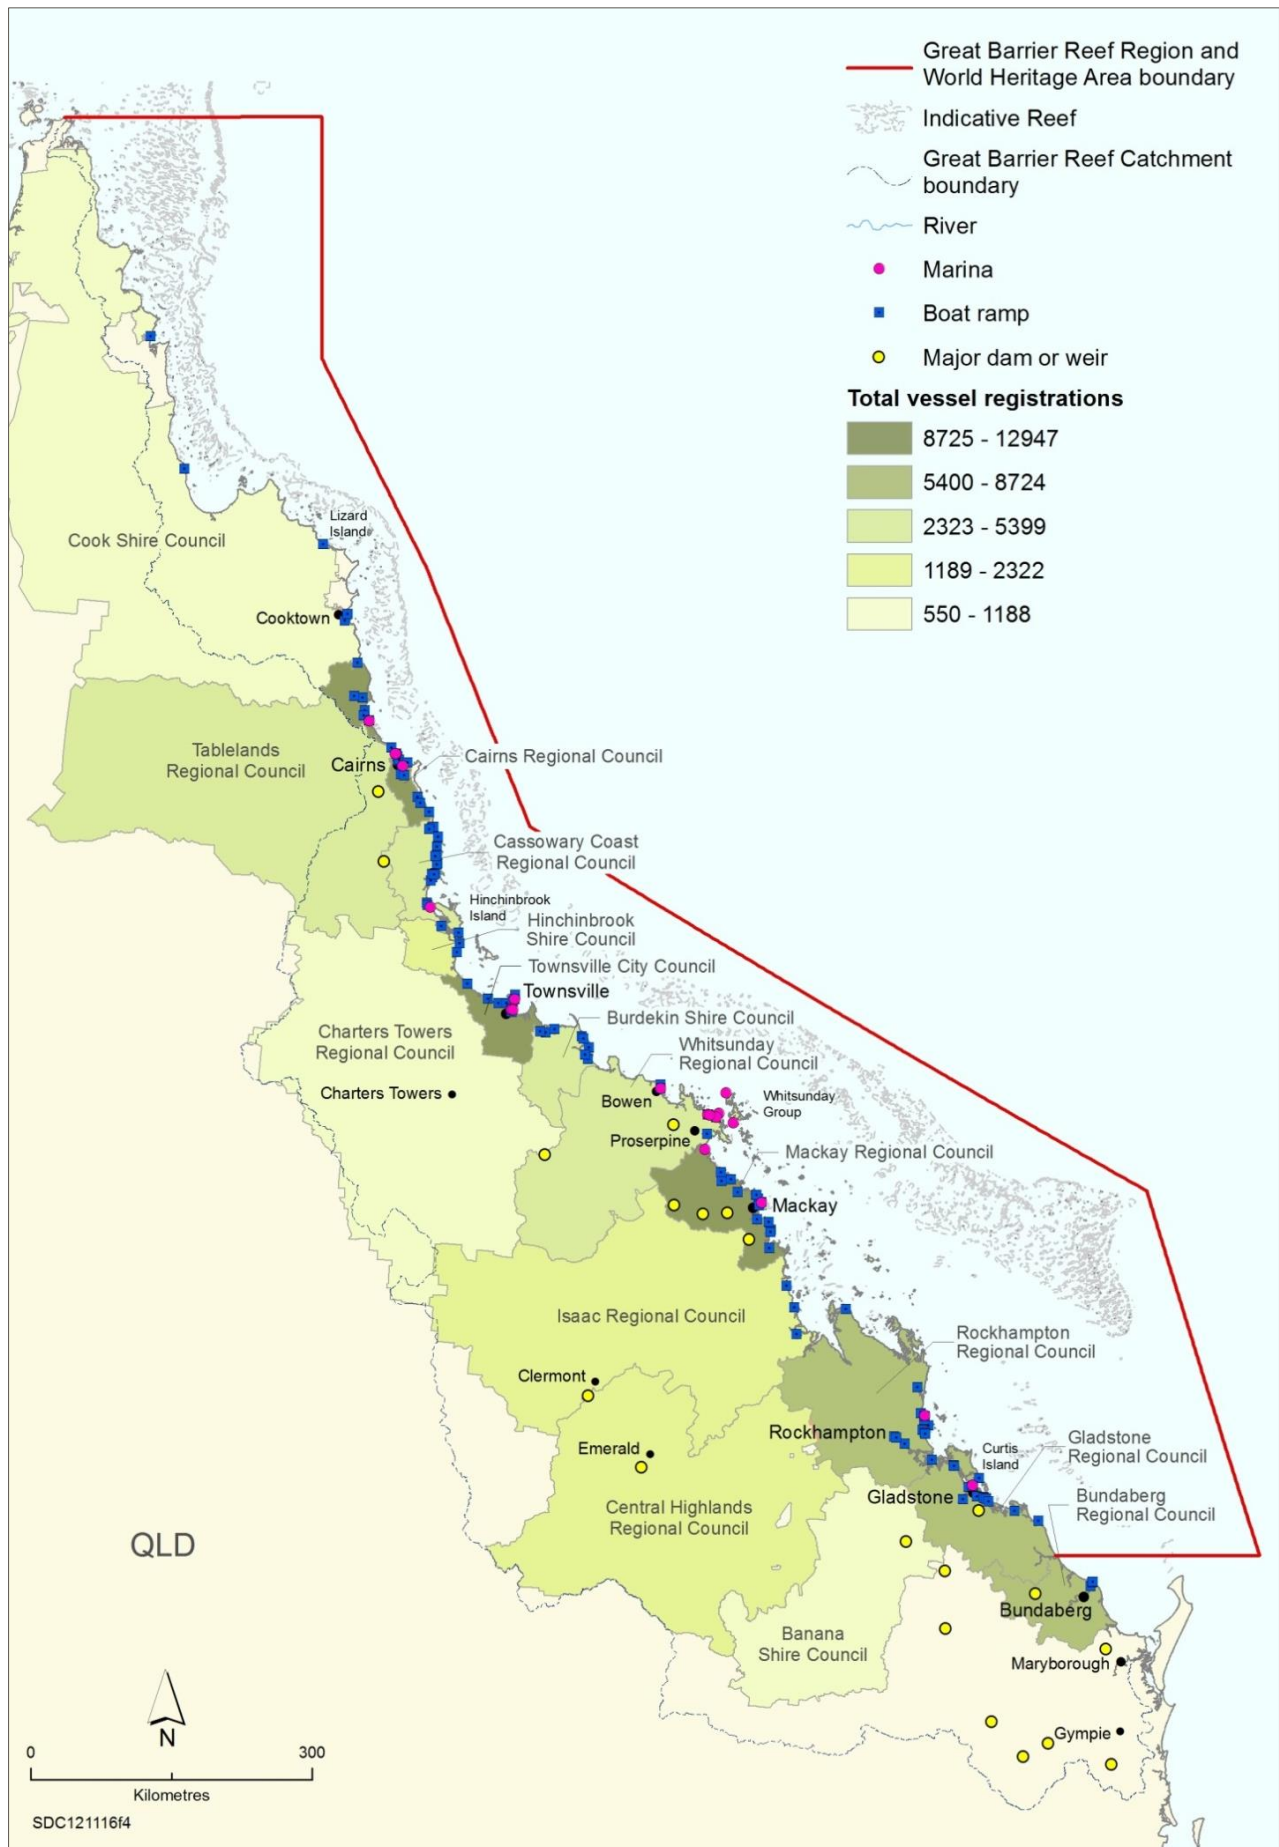 Great Barrier Reef Region and
World Heritage Area boundary
Indicative Reef
Great Barrier Reef Catchment
boundary
River
Marina
Boat ramp
Major dam or weir
Total vessel registrations
8725 - 12947
5400 - 8724
2323 - 5399
1189 - 2322
550 - 1188
Lizard
Island
Cook Shire Council
Cooktown
Tablelands
Regional Council
Cairns
Cairns Regional Council
Cassowary Coast
Regional Council
Hinchinbrook
Island
Hinchinbrook
Shire Council
Townsville City Council
Townsville
Burdekin Shire Council
Charters Towers
Regional Council
Whitsunday
Regional Council
Charters Towers
Bowen
Whitsunday
Group
Proserpine
Mackay Regional Council
Mackay
Isaac Regional Council
Rockhampton
Regional Council
Clermont
Rockhampton
Emerald
Curtis
Island
Gladstone
Regional Council
Gladstone
Central Highlands
Regional Council
Bundaberg
Regional Council
QLD
Bundaberg
Banana
Shire Council
Maryborough
Gympie
N
0 300
Kilometres
SDC121116f4